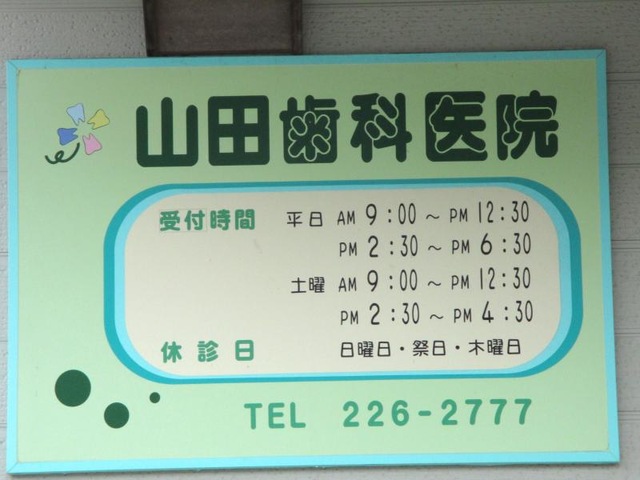 山田歯科医院
受付時間 平日 AM 9:00 ～ PM 12:30
PM 2:30 ～ PM 6:30
土曜 AM 9:00 ～ PM 12:30
PM 2:30 ～ PM 4:30
休診日 日曜日・祭日・木曜日
TEL 226-2777